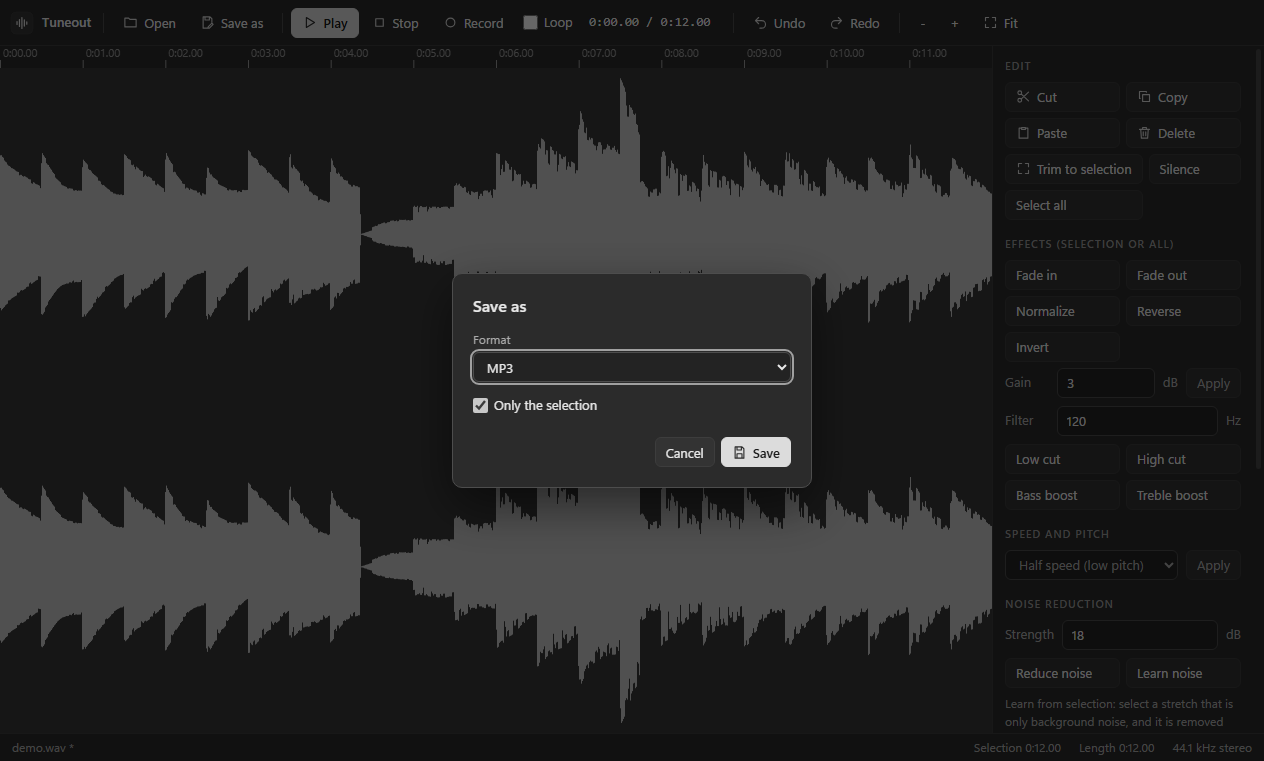 Tuneout Open Save as Play Stop Record Loop 0:00.00 / 0:12.00 Undo Redo - + Fit
0:00.00 0:01.00 0:02.00 0:03.00 0:04.00 0:05.00 0:06.00 0:07.00 0:08.00 0:09.00 0:10.00 0:11.00
EDIT
Cut Copy
Paste Delete
Trim to selection Silence
Select all
EFFECTS (SELECTION OR ALL)
Fade in Fade out
Normalize Reverse
Invert
Gain 3 dB Apply
Filter 120 Hz
Low cut High cut
Bass boost Treble boost
SPEED AND PITCH
Half speed (low pitch) Apply
NOISE REDUCTION
Strength 18 dB
Reduce noise Learn noise
Learn from selection: select a stretch that is
only background noise, and it is removed
Save as
Format
MP3
Only the selection
Cancel Save
demo.wav * Selection 0:12.00 Length 0:12.00 44.1 kHz stereo